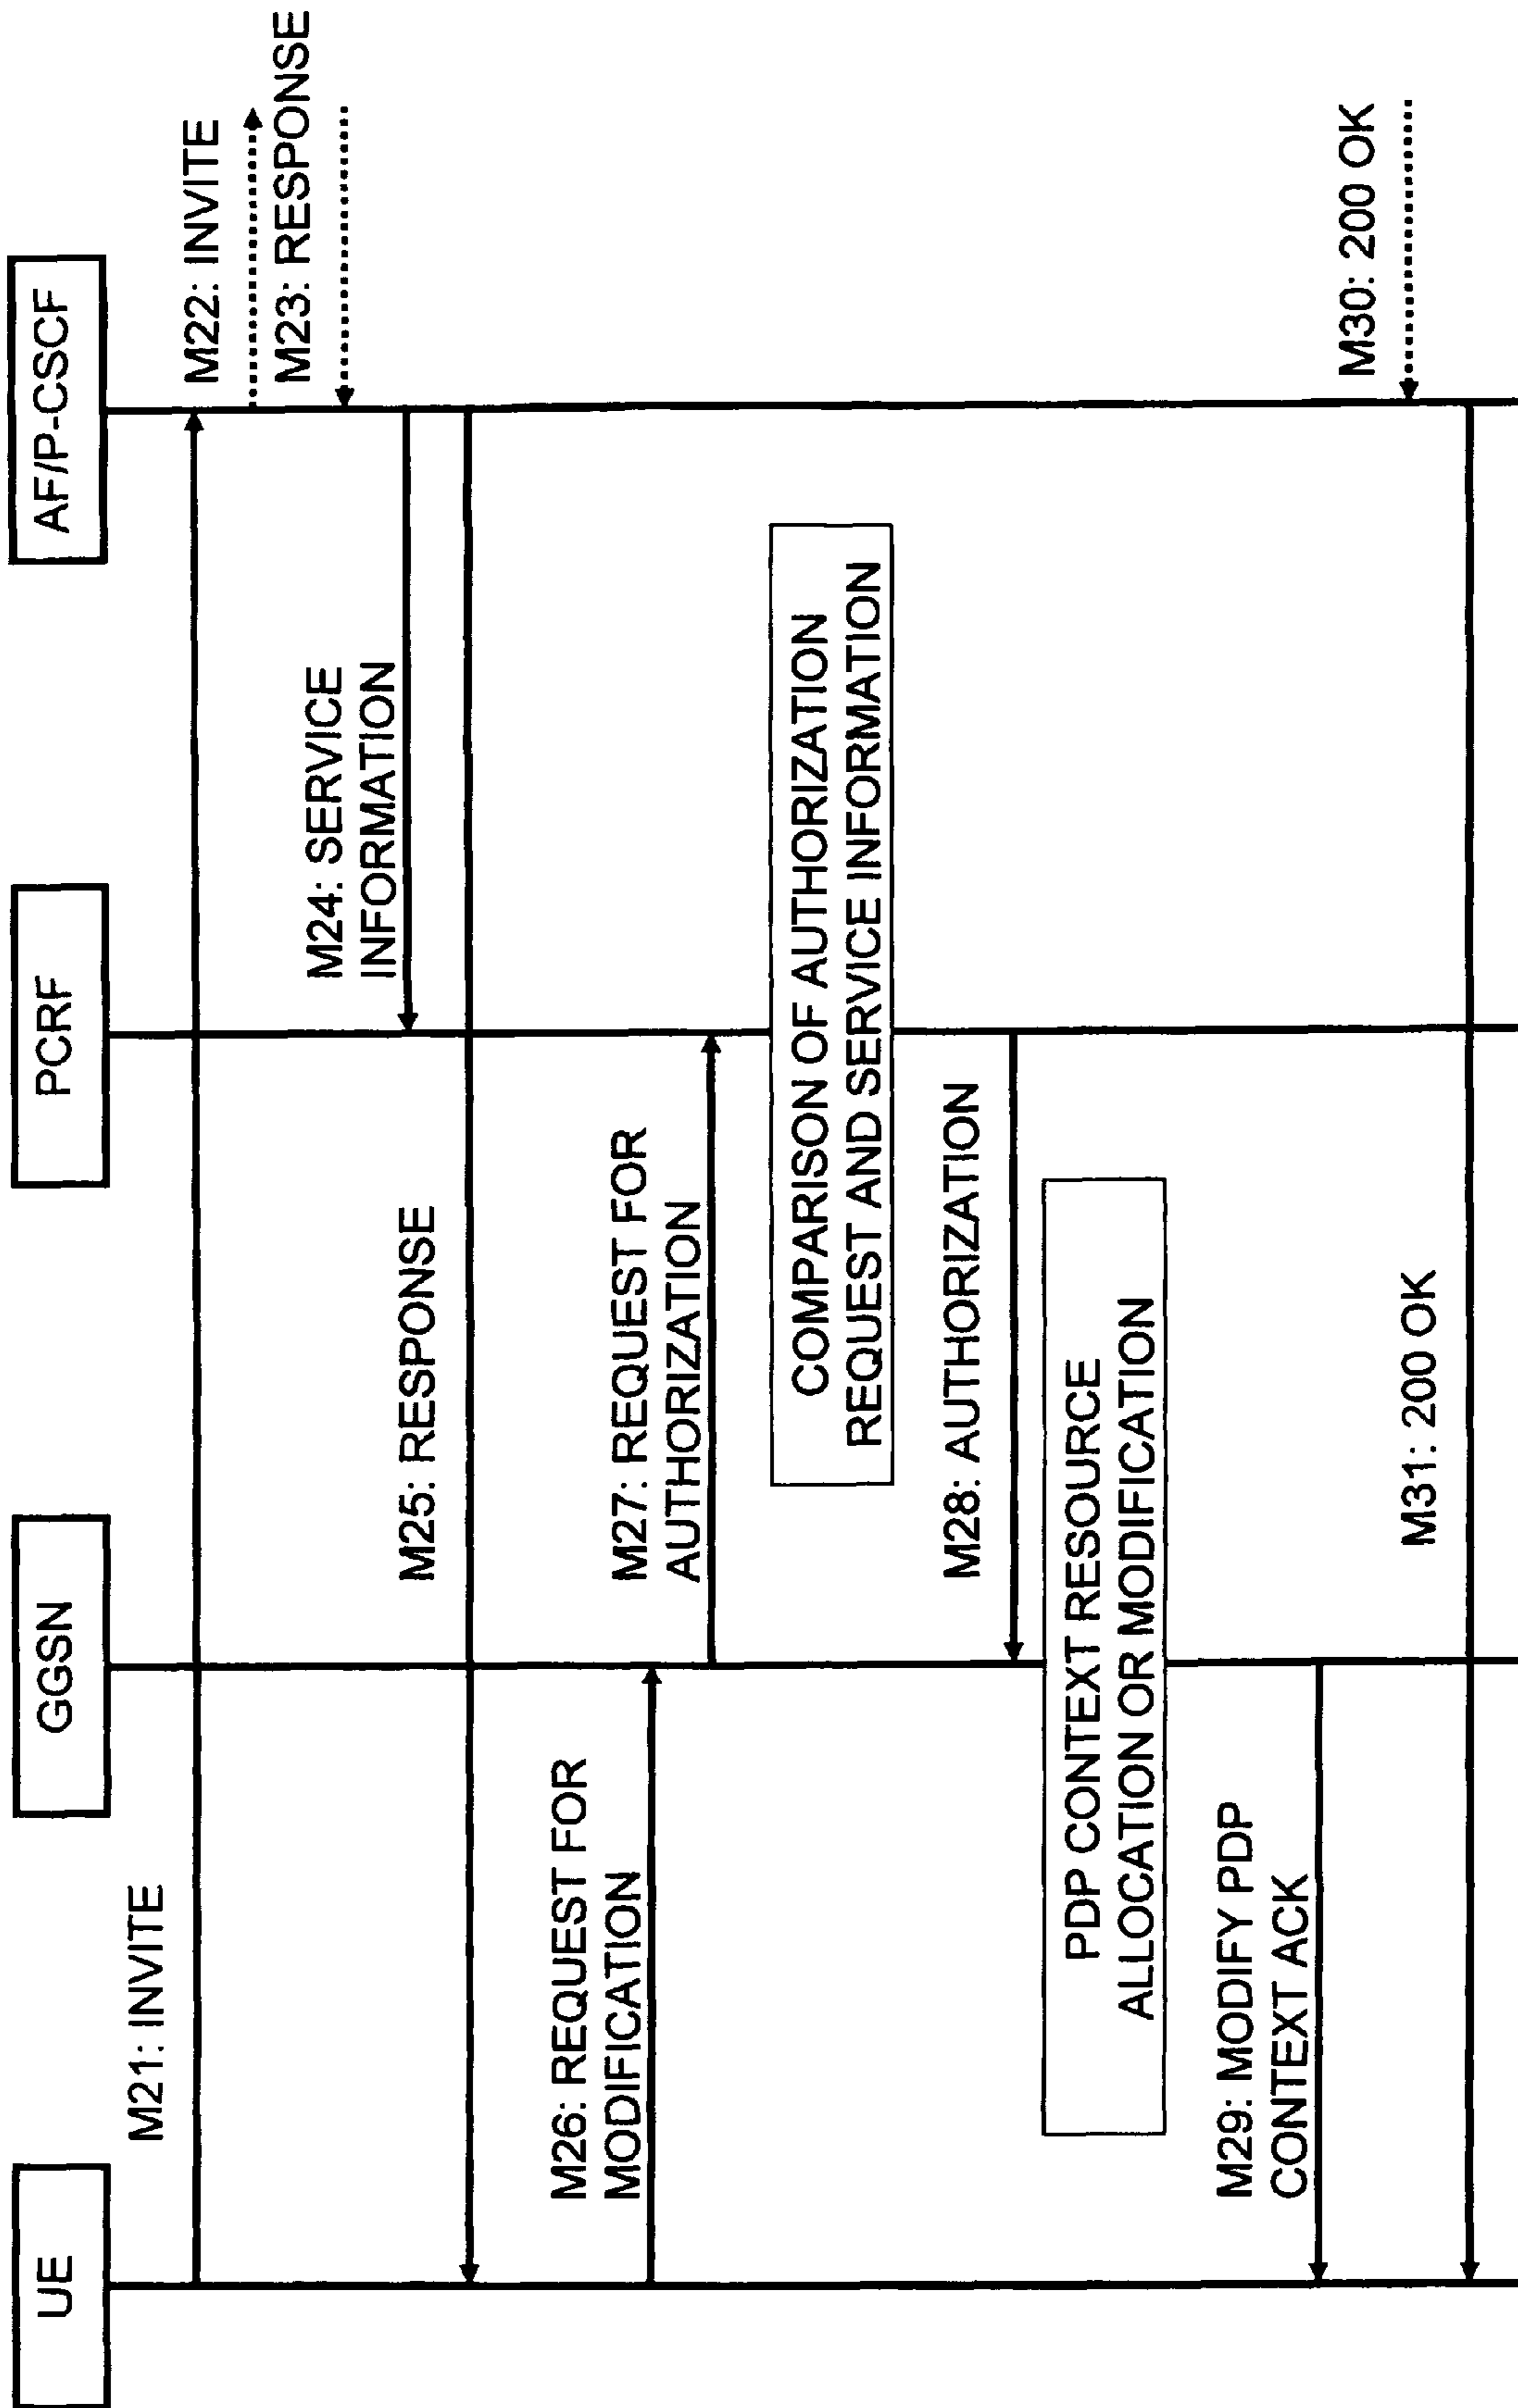 UE
GGSN
PCRF
AF/P-CSCF
M21: INVITE
M22: INVITE
M23: RESPONSE
M24: SERVICE
INFORMATION
M25: RESPONSE
M26: REQUEST FOR
MODIFICATION
M27: REQUEST FOR
AUTHORIZATION
COMPARISON OF AUTHORIZATION
REQUEST AND SERVICE INFORMATION
M28: AUTHORIZATION
PDP CONTEXT RESOURCE
ALLOCATION OR MODIFICATION
M29: MODIFY PDP
CONTEXT ACK
M30: 200 OK
M31: 200 OK